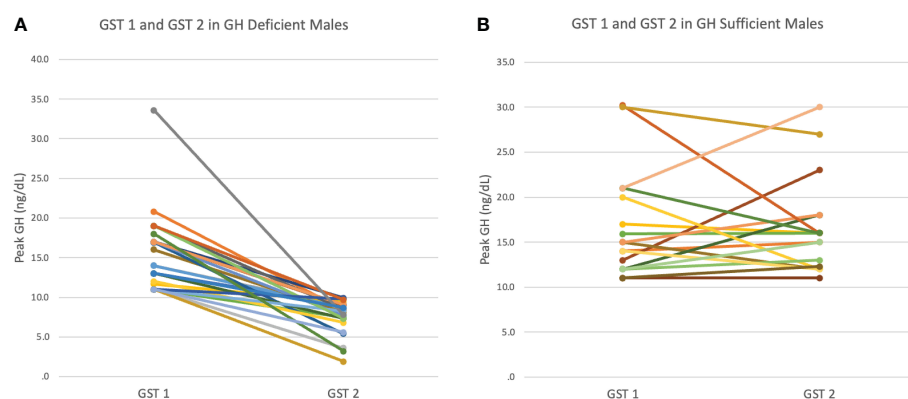 A
GST 1 and GST 2 in GH Deficient Males
40.0
35.0
30.0
25.0
20.0
15.0
10.0
5.0
.0
Peak GH (ng/dL)
GST 1
GST 2
B
GST 1 and GST 2 in GH Sufficient Males
35.0
30.0
25.0
20.0
15.0
10.0
5.0
.0
Peak GH (ng/dL)
GST 1
GST 2